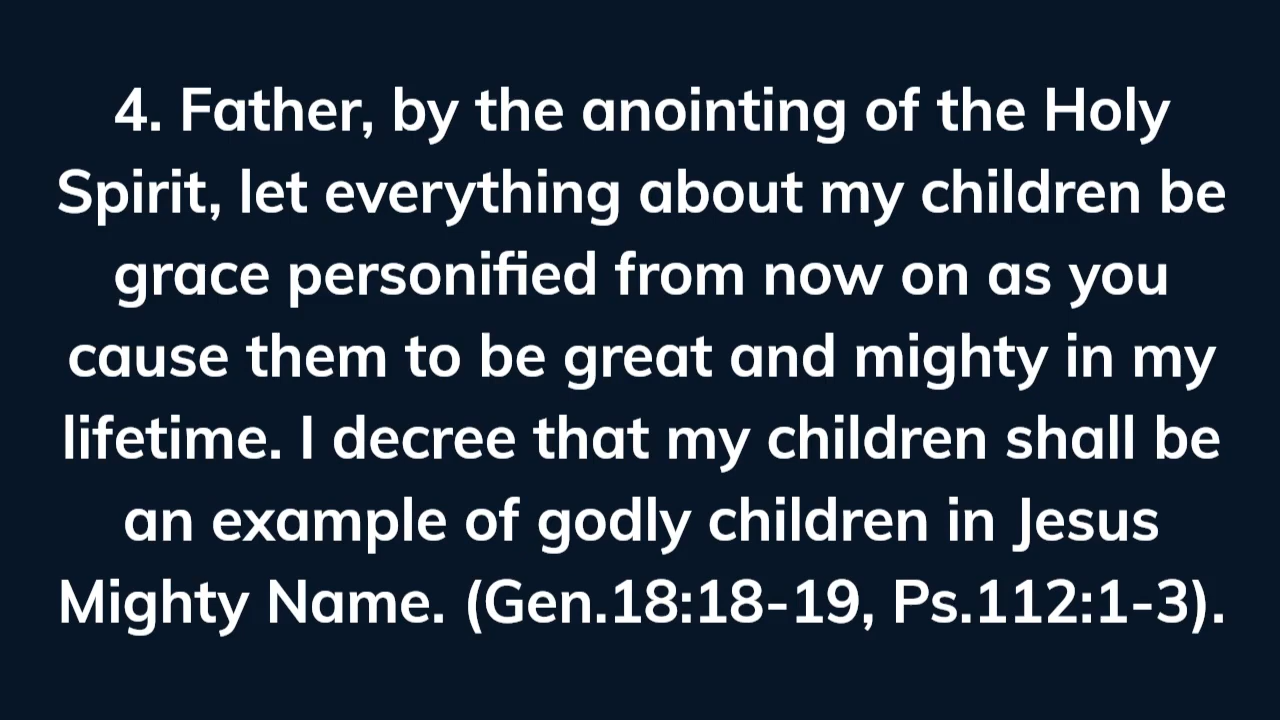 4. Father, by the anointing of the Holy
Spirit, let everything about my children be
grace personified from now on as you
cause them to be great and mighty in my
lifetime. I decree that my children shall be
an example of godly children in Jesus
Mighty Name. (Gen.18:18-19, Ps.112:1-3).